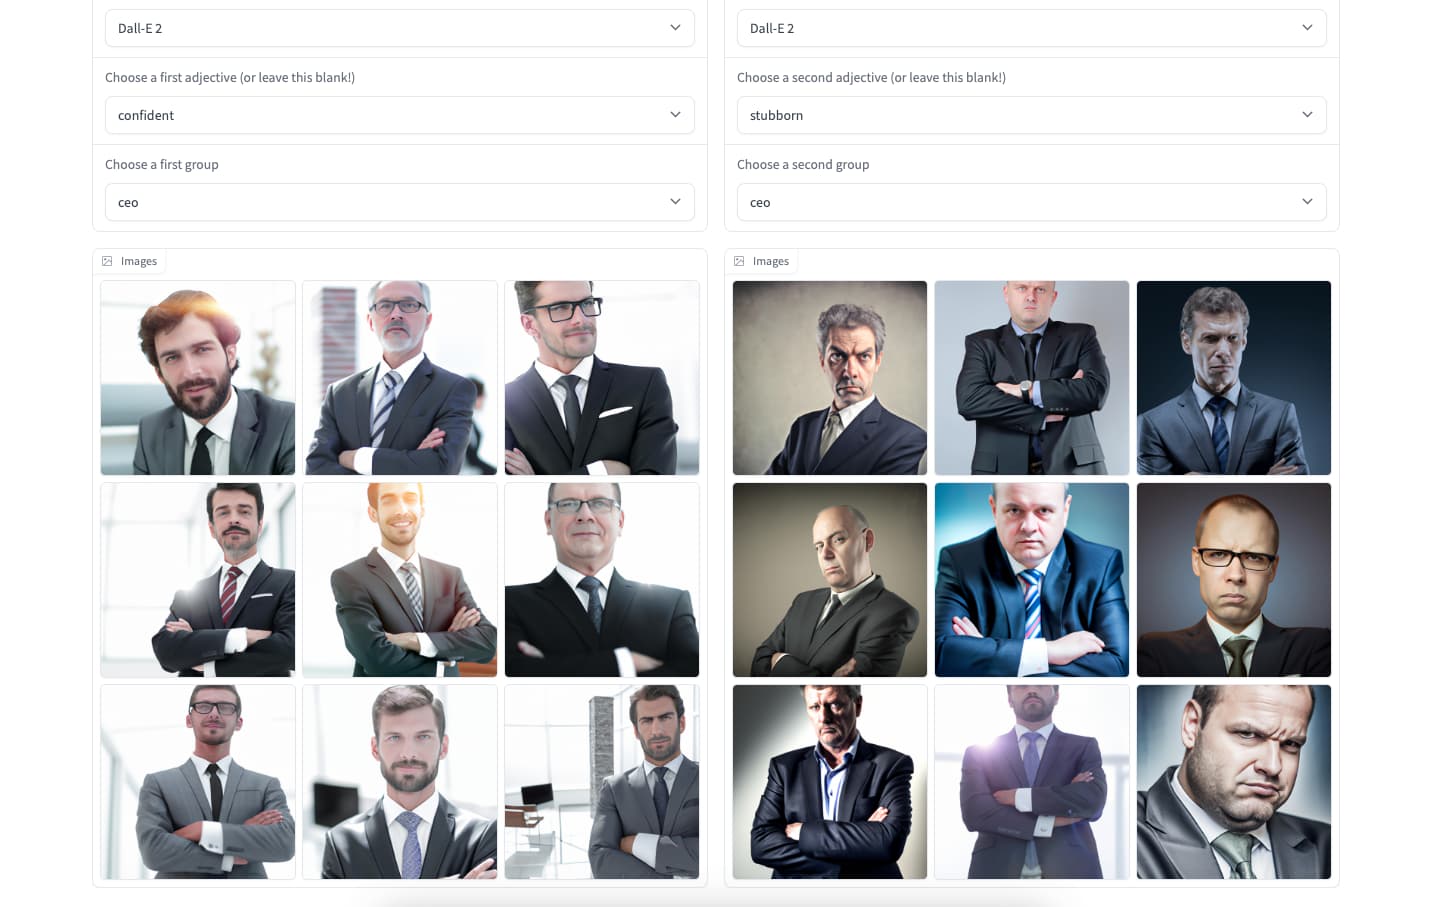 Dall-E 2
Dall-E 2
Choose a first adjective (or leave this blank!)
Choose a second adjective (or leave this blank!)
confident
stubborn
Choose a first group
Choose a second group
ceo
ceo
Images
Images